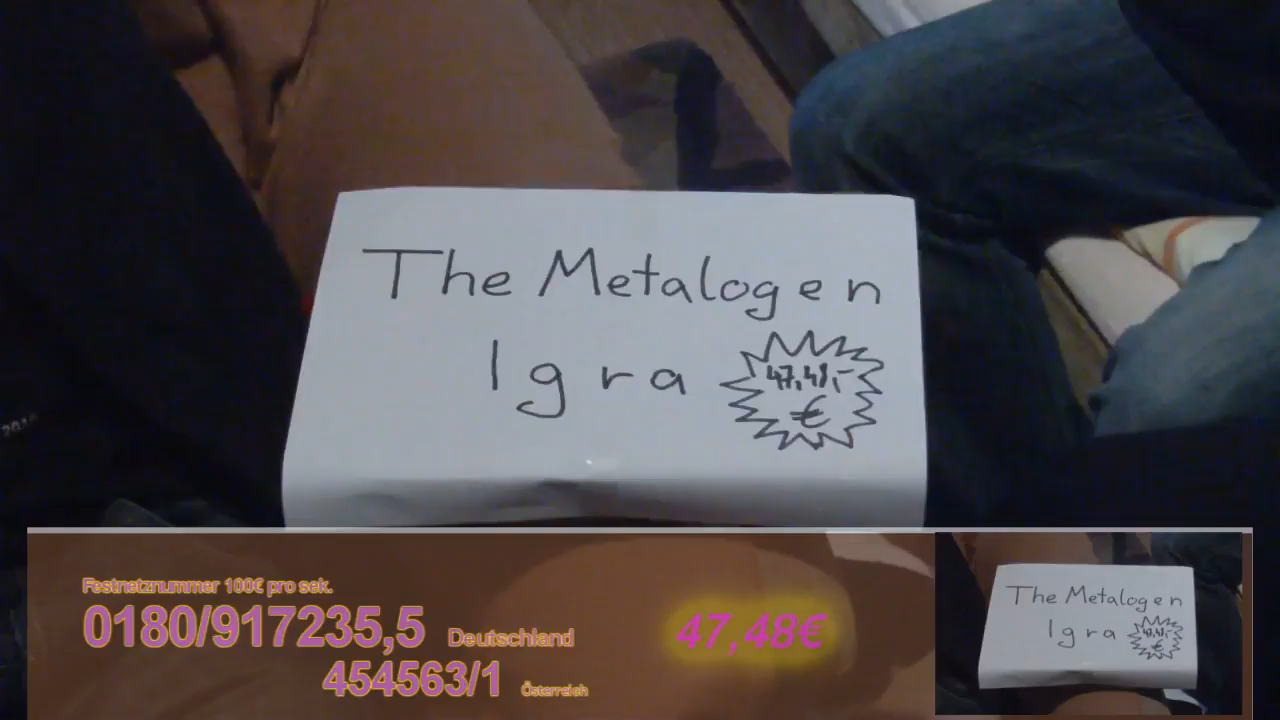 The Metalogen
Igra
47,48,-
€
Festnetznummer 100€ pro sek.
0180/917235,5 Deutschland
454563/1 Österreich
47,48€
The Metalogen
Igra